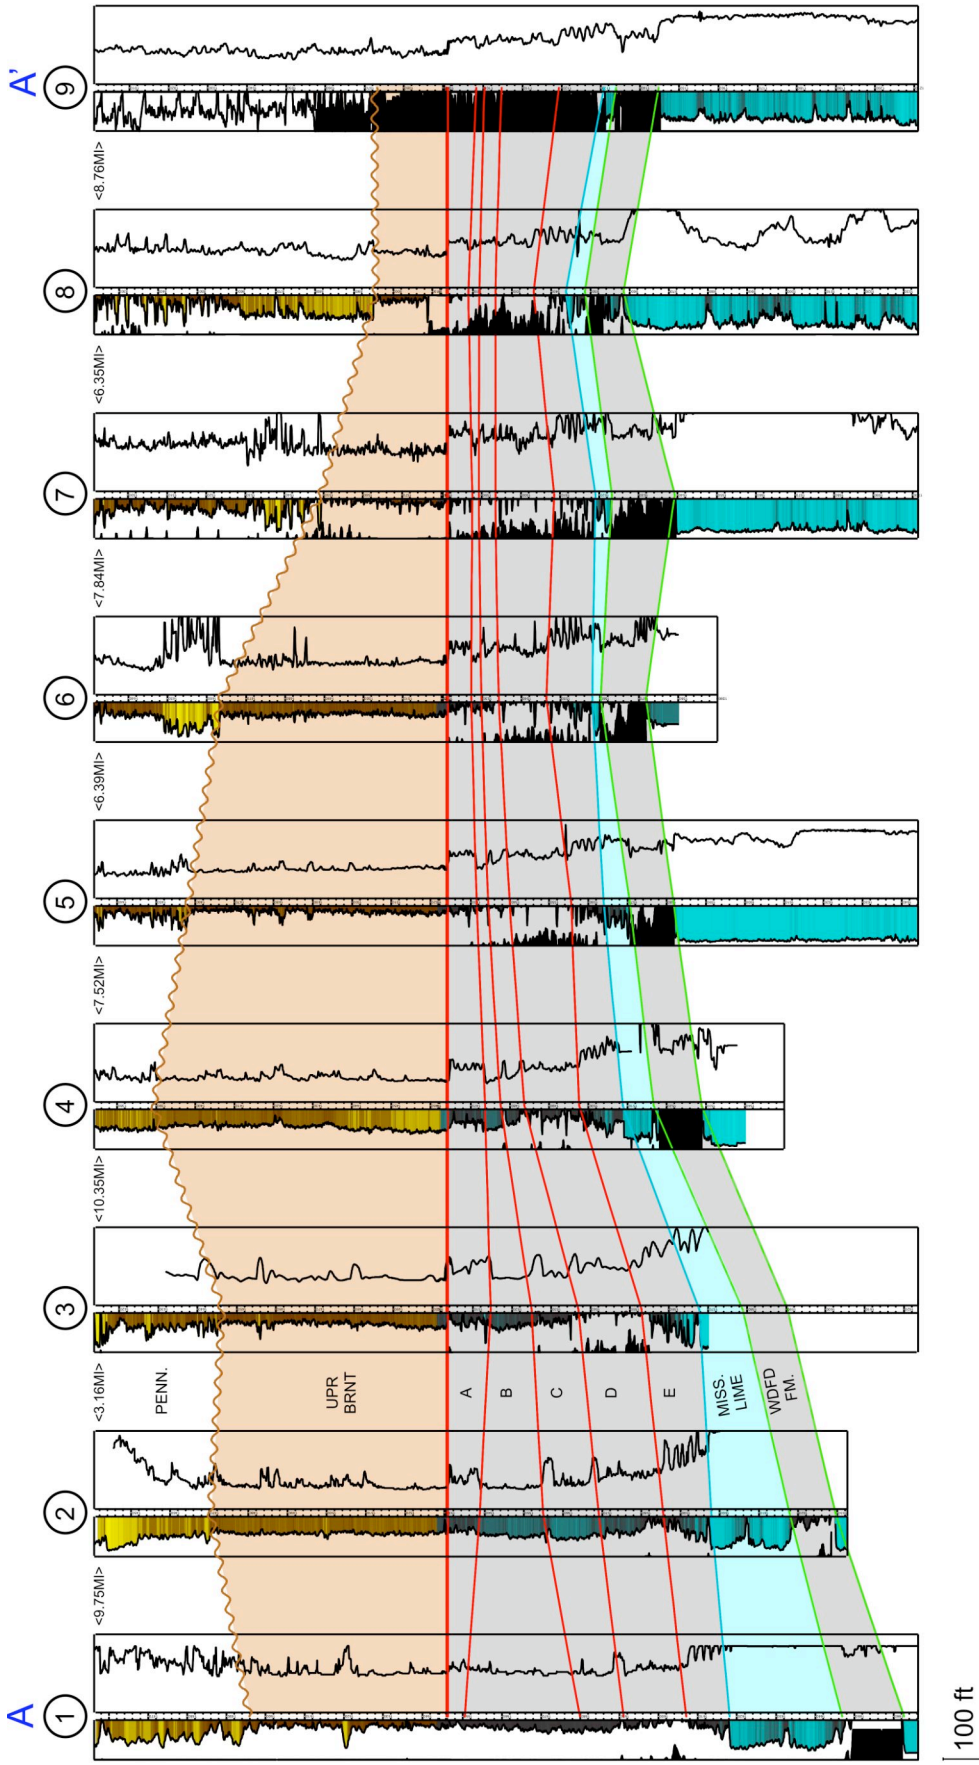 A
A'
1
2
3
4
5
6
7
8
9
<9.75MI>
<3.16MI>
<10.35MI>
<7.52MI>
<6.39MI>
<7.84MI>
<6.35MI>
<8.76MI>
PENN.
UPR
BRNT
A
B
C
D
E
MISS.
LIME
WDFD
FM.
100 ft